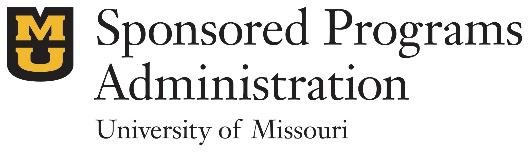 MU
Sponsored Programs
Administration
University of Missouri